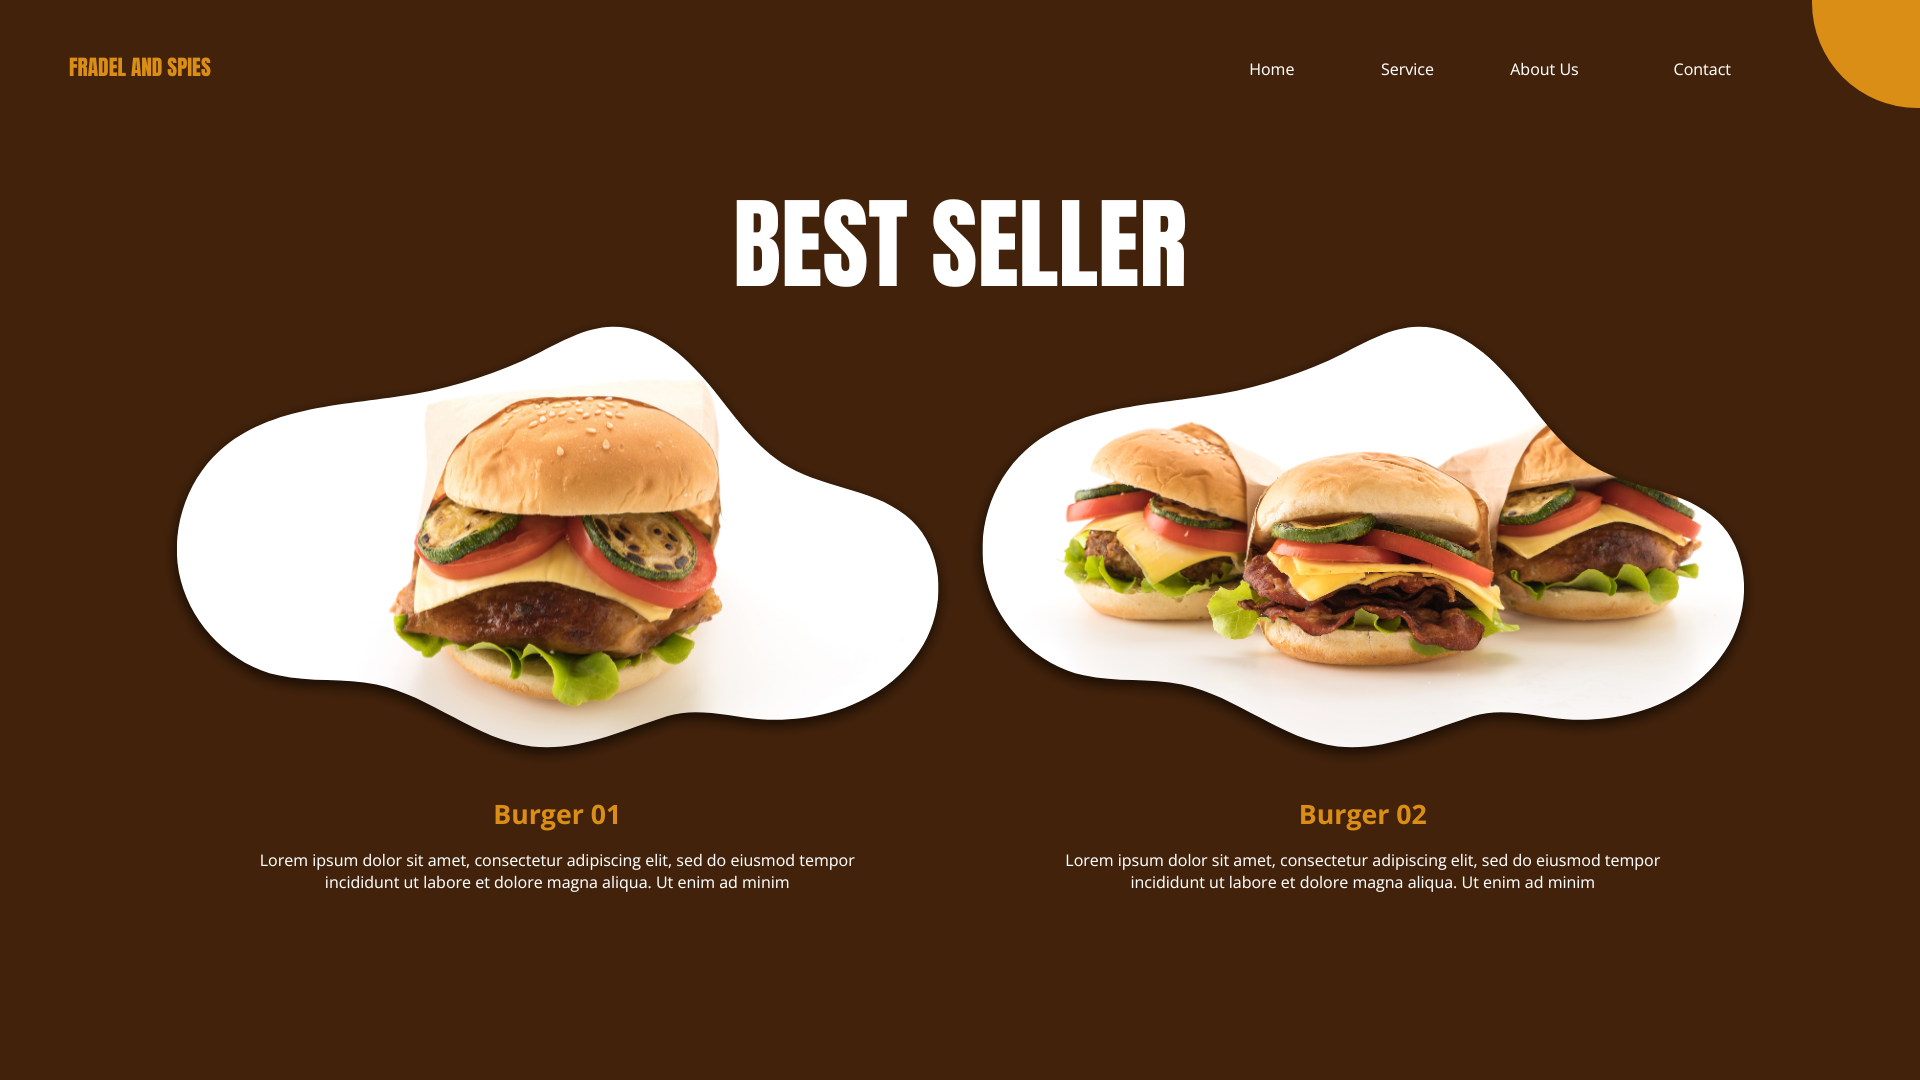 FRADEL AND SPIES
Home
Service
About Us
Contact
BEST SELLER
Burger 01
Lorem ipsum dolor sit amet, consectetur adipiscing elit, sed do eiusmod tempor
incididunt ut labore et dolore magna aliqua. Ut enim ad minim
Burger 02
Lorem ipsum dolor sit amet, consectetur adipiscing elit, sed do eiusmod tempor
incididunt ut labore et dolore magna aliqua. Ut enim ad minim